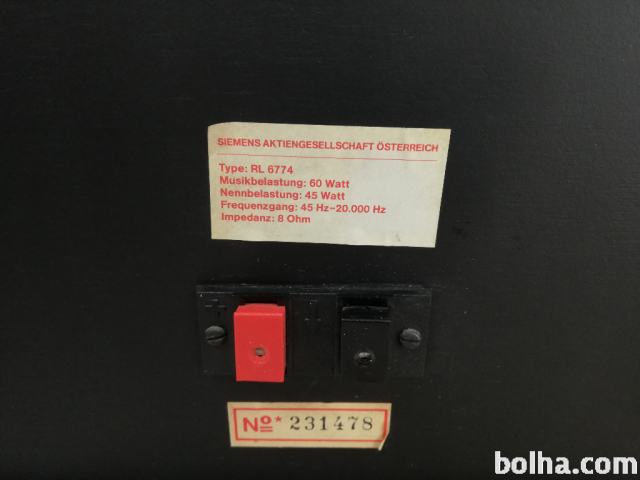 SIEMENS AKTIENGESELLSCHAFT ÖSTERREICH
Type: RL 6774
Musikbelastung: 60 Watt
Nennbelastung: 45 Watt
Frequenzgang: 45 Hz–20.000 Hz
Impedanz: 8 Ohm
No* 231478
bolha.com